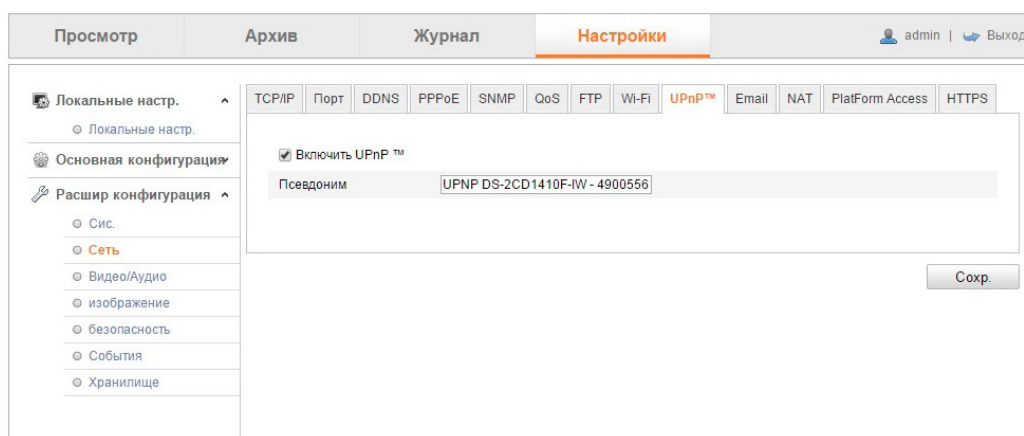 Просмотр Архив Журнал Настройки admin | Выход
Локальные настр.
Локальные настр.
Основная конфигурация
Расшир конфигурация
Сис.
Сеть
Видео/Аудио
изображение
безопасность
События
Хранилище
TCP/IP Порт DDNS PPPoE SNMP QoS FTP Wi-Fi UPnP™ Email NAT PlatForm Access HTTPS
Включить UPnP ™
Псевдоним UPNP DS-2CD1410F-IW - 4900556
Сохр.